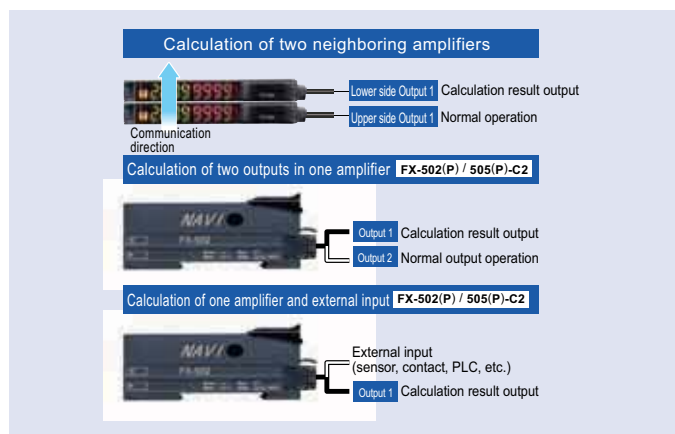 Calculation of two neighboring amplifiers
9999
Lower side Output 1 Calculation result output
9999
Upper side Output 1 Normal operation
Communication
direction
Calculation of two outputs in one amplifier FX-502(P) / 505(P)-C2
NAVI
FX-502
Output 1 Calculation result output
Output 2 Normal output operation
Calculation of one amplifier and external input FX-502(P) / 505(P)-C2
NAVI
FX-502
External input
(sensor, contact, PLC, etc.)
Output 1 Calculation result output